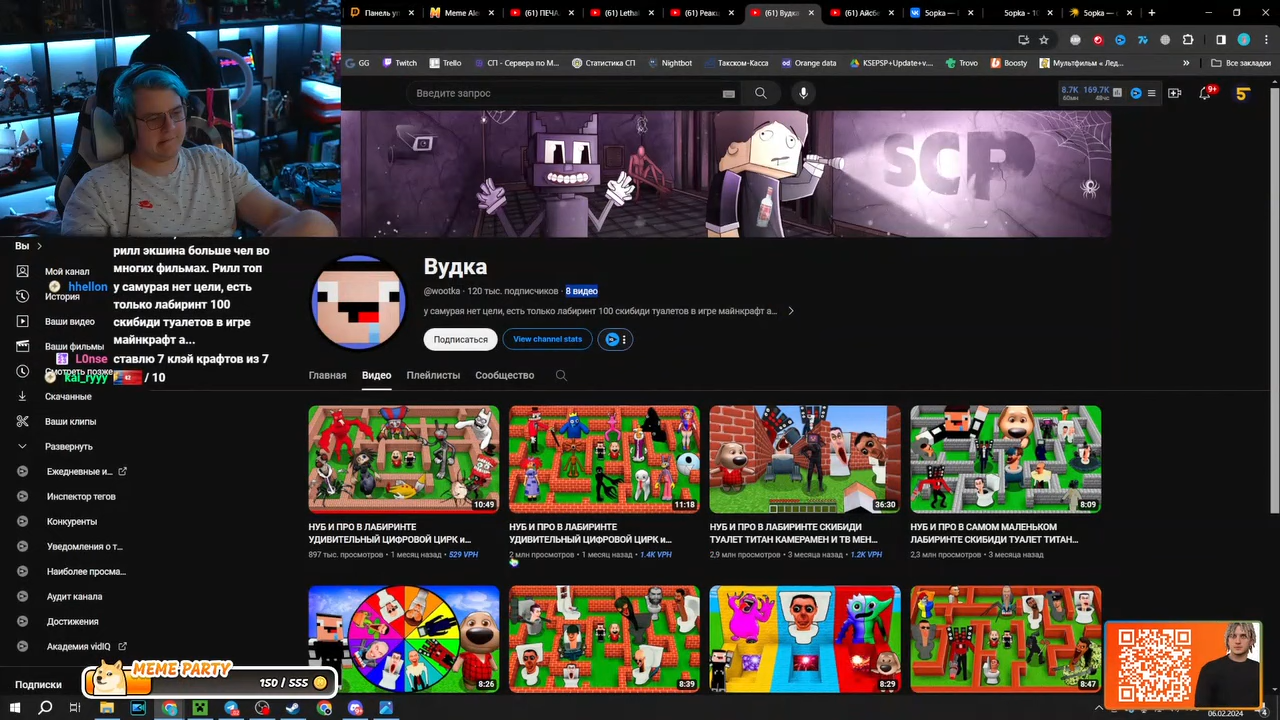 Панель уп
Meme Ale
(61) ПЕЧА
(61) Lethal
(61) Реак
(61) Вудка
(61) Айсб
Sopka —
Sopka - 1
Sopka —
GG
Twitch
Trello
СП - Сервера по М...
Статистика СП
Nightbot
Такском-Касса
Orange data
KSEPSP+Update+v...
Trovo
Boosty
Мультфильм « Лед...
Все закладки
Введите запрос
8.7K 169.7K
60мн 48чс
9+
SCP
Вы
Мой канал
История
Ваши видео
Ваши фильмы
Смотреть позже
Скачанные
Ваши клипы
Развернуть
Ежедневные и...
Инспектор тегов
Конкуренты
Уведомления о т...
Наиболее просма...
Аудит канала
Достижения
Академия vidIQ
Подписки
рилл экшина больше чел во
многих фильмах. Рилл топ
hhellon у самурая нет цели, есть
только лабиринт 100
скибиди туалетов в игре
майнкрафт а...
L0nse ставлю 7 клэй крафтов из 7
Kai_ryyy / 10
Вудка
@wootka · 120 тыс. подписчиков · 8 видео
у самурая нет цели, есть только лабиринт 100 скибиди туалетов в игре майнкрафт а...
Подписаться
View channel stats
Главная Видео Плейлисты Сообщество
10:49
НУБ И ПРО В ЛАБИРИНТЕ
УДИВИТЕЛЬНЫЙ ЦИФРОВОЙ ЦИРК и...
897 тыс. просмотров • 1 месяц назад • 529 VPH
11:18
НУБ И ПРО В ЛАБИРИНТЕ
УДИВИТЕЛЬНЫЙ ЦИФРОВОЙ ЦИРК и...
2 млн просмотров • 1 месяц назад • 1.4K VPH
36:30
НУБ И ПРО В ЛАБИРИНТЕ СКИБИДИ
ТУАЛЕТ ТИТАН КАМЕРАМЕН И ТВ МЕН...
2,9 млн просмотров • 3 месяца назад • 1.2K VPH
8:09
НУБ И ПРО В САМОМ МАЛЕНЬКОМ
ЛАБИРИНТЕ СКИБИДИ ТУАЛЕТ ТИТАН...
2,3 млн просмотров • 3 месяца назад
8:26
8:39
8:29
8:47
MEME PARTY
150 / 555
06.02.2024
4